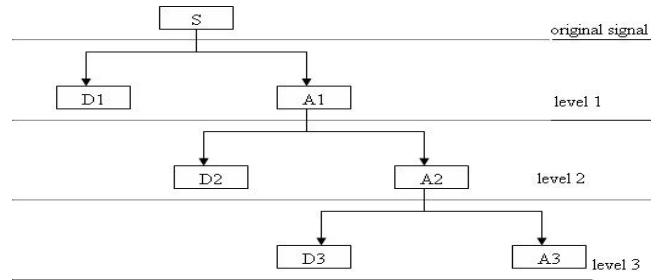 S
original signal
D1
A1
level 1
D2
A2
level 2
D3
A3
level 3